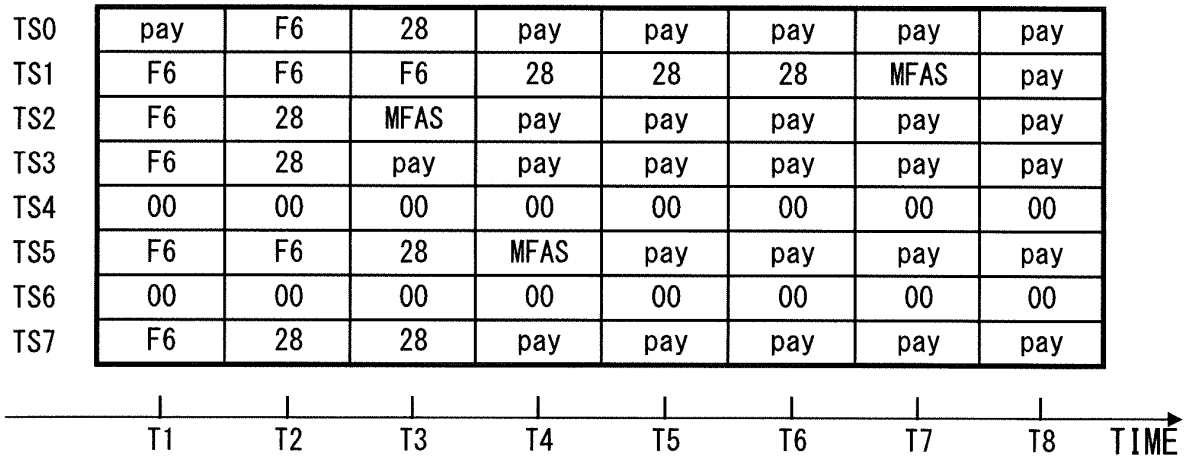 TS0 pay F6 28 pay pay pay pay pay
TS1 F6 F6 F6 28 28 28 MFAS pay
TS2 F6 28 MFAS pay pay pay pay pay
TS3 F6 28 pay pay pay pay pay pay
TS4 00 00 00 00 00 00 00 00
TS5 F6 F6 28 MFAS pay pay pay pay
TS6 00 00 00 00 00 00 00 00
TS7 F6 28 28 pay pay pay pay pay
T1 T2 T3 T4 T5 T6 T7 T8 TIME